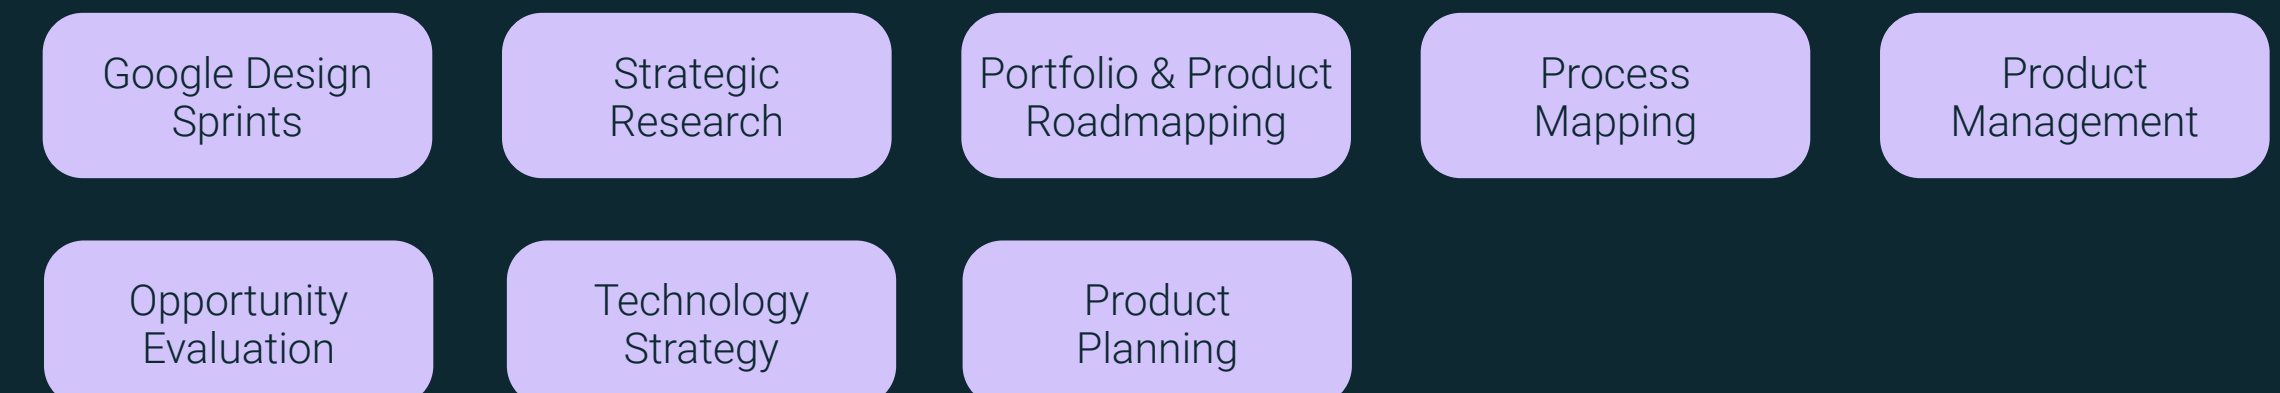 Google Design
Sprints
Strategic
Research
Portfolio & Product
Roadmapping
Process
Mapping
Product
Management
Opportunity
Evaluation
Technology
Strategy
Product
Planning